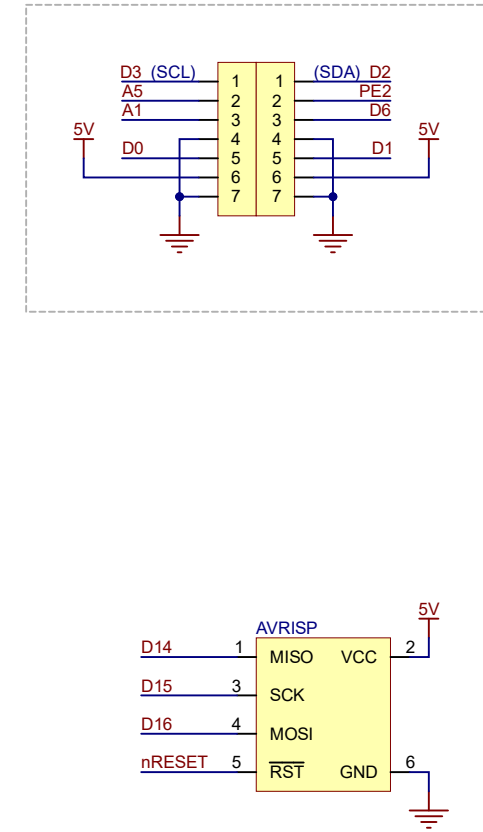 D3 (SCL) 1 1 (SDA) D2
A5 2 2 PE2
A1 3 3 D6
5V 4 4 5V
D0 5 5 D1
6 6
7 7
5V
AVRISP
D14 1 MISO VCC 2
D15 3 SCK
D16 4 MOSI
nRESET 5 RST GND 6